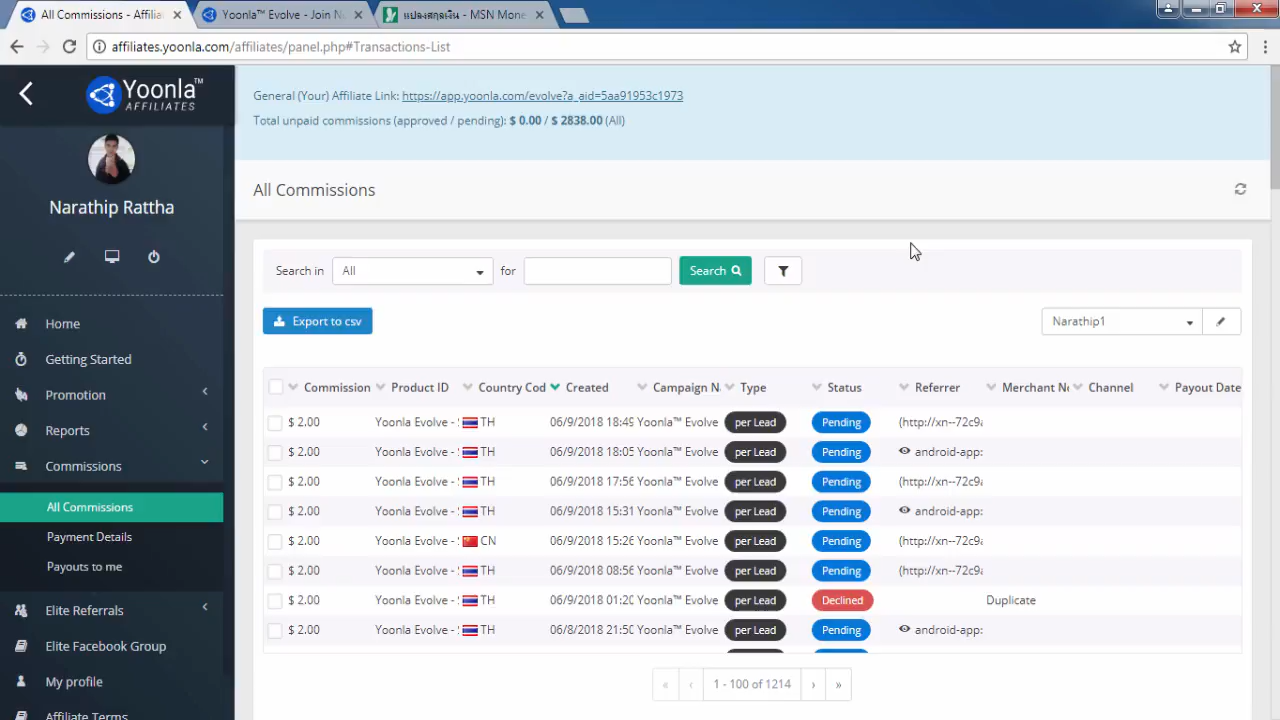 All Commissions - Affiliat
Yoonla™ Evolve - Join N
แปลงสกุลเงิน - MSN Mone
affiliates.yoonla.com/affiliates/panel.php#Transactions-List
Yoonla™
AFFILIATES
General (Your) Affiliate Link: https://app.yoonla.com/evolve?a_aid=5aa91953c1973
Total unpaid commissions (approved / pending): $ 0.00 / $ 2838.00 (All)
All Commissions
Narathip Rattha
Home
Getting Started
Promotion
Reports
Commissions
All Commissions
Payment Details
Payouts to me
Elite Referrals
Elite Facebook Group
My profile
Affiliate Terms
Search in All for Search
Export to csv
Narathip1
Commission Product ID Country Cod Created Campaign N Type Status Referrer Merchant No Channel Payout Date
$ 2.00 Yoonla Evolve - TH 06/9/2018 18:49 Yoonla™ Evolve per Lead Pending (http://xn--72c9a
$ 2.00 Yoonla Evolve - TH 06/9/2018 18:05 Yoonla™ Evolve per Lead Pending android-app:
$ 2.00 Yoonla Evolve - TH 06/9/2018 17:56 Yoonla™ Evolve per Lead Pending (http://xn--72c9a
$ 2.00 Yoonla Evolve - TH 06/9/2018 15:31 Yoonla™ Evolve per Lead Pending android-app:
$ 2.00 Yoonla Evolve - CN 06/9/2018 15:26 Yoonla™ Evolve per Lead Pending (http://xn--72c9a
$ 2.00 Yoonla Evolve - TH 06/9/2018 08:56 Yoonla™ Evolve per Lead Pending (http://xn--72c9a
$ 2.00 Yoonla Evolve - TH 06/9/2018 01:20 Yoonla™ Evolve per Lead Declined Duplicate
$ 2.00 Yoonla Evolve - TH 06/8/2018 21:50 Yoonla™ Evolve per Lead Pending android-app:
« ‹ 1 - 100 of 1214 › »